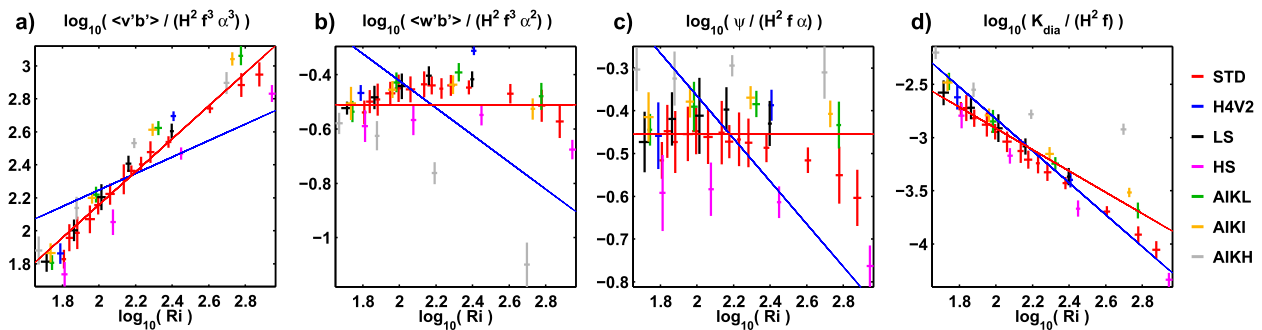 a) log10( <v'b'> / (H² f³ α³)
b) log10( <w'b'> / (H² f³ α²)
c) log10( ψ / (H² f α)
d) log10( Kdia / (H² f) )
3
2.8
2.6
2.4
2.2
2
1.8
1.8 2 2.2 2.4 2.6 2.8
log10( Ri )
−0.4
−0.6
−0.8
−1
1.8 2 2.2 2.4 2.6 2.8
log10( Ri )
−0.3
−0.4
−0.5
−0.6
−0.7
−0.8
1.8 2 2.2 2.4 2.6 2.8
log10( Ri )
−2.5
−3
−3.5
−4
1.8 2 2.2 2.4 2.6 2.8
log10( Ri )
STD
H4V2
LS
HS
AIKL
AIKI
AIKH